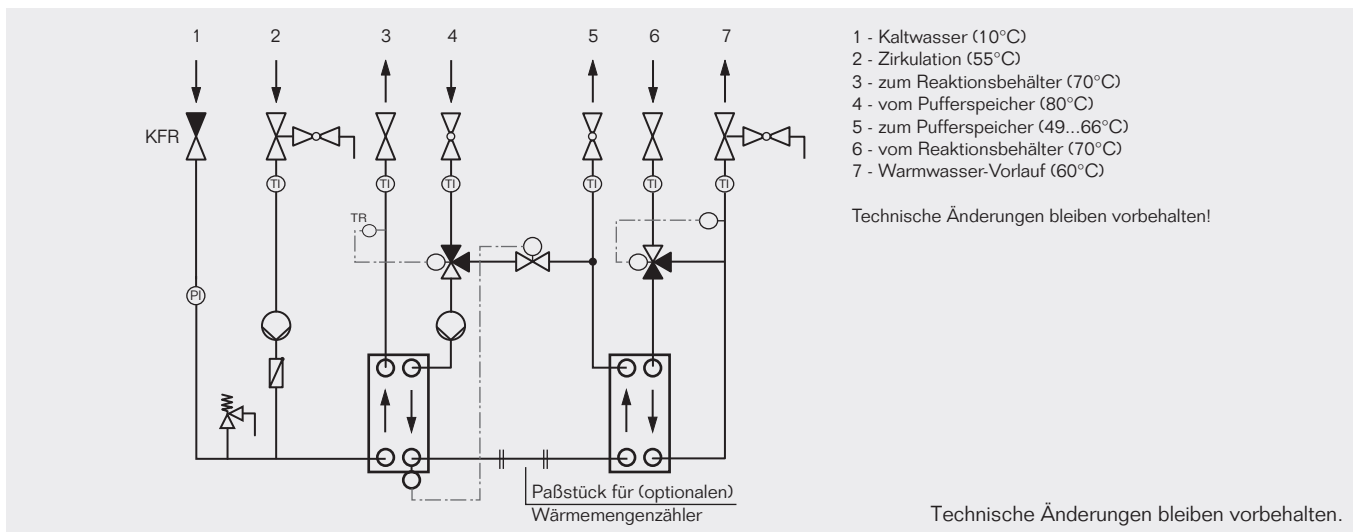 1 2 3 4 5 6 7
1 - Kaltwasser (10°C)
2 - Zirkulation (55°C)
3 - zum Reaktionsbehälter (70°C)
4 - vom Pufferspeicher (80°C)
5 - zum Pufferspeicher (49...66°C)
6 - vom Reaktionsbehälter (70°C)
7 - Warmwasser-Vorlauf (60°C)
Technische Änderungen bleiben vorbehalten!
KFR
TI TI TI TI TI TI
TR
PI
Paßstück für (optionalen)
Wärmemengenzähler
Technische Änderungen bleiben vorbehalten.